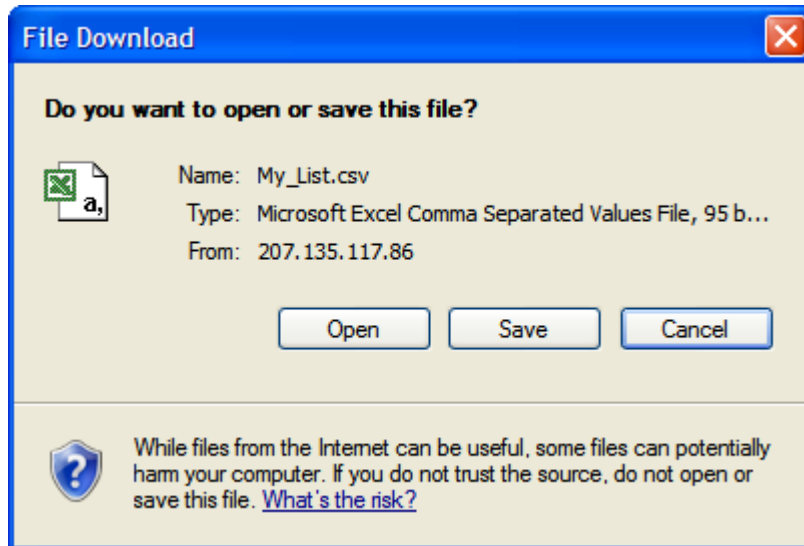 File Download
Do you want to open or save this file?
a,
Name: My_List.csv
Type: Microsoft Excel Comma Separated Values File, 95 b...
From: 207.135.117.86
Open Save Cancel
While files from the Internet can be useful, some files can potentially
harm your computer. If you do not trust the source, do not open or
save this file. What's the risk?